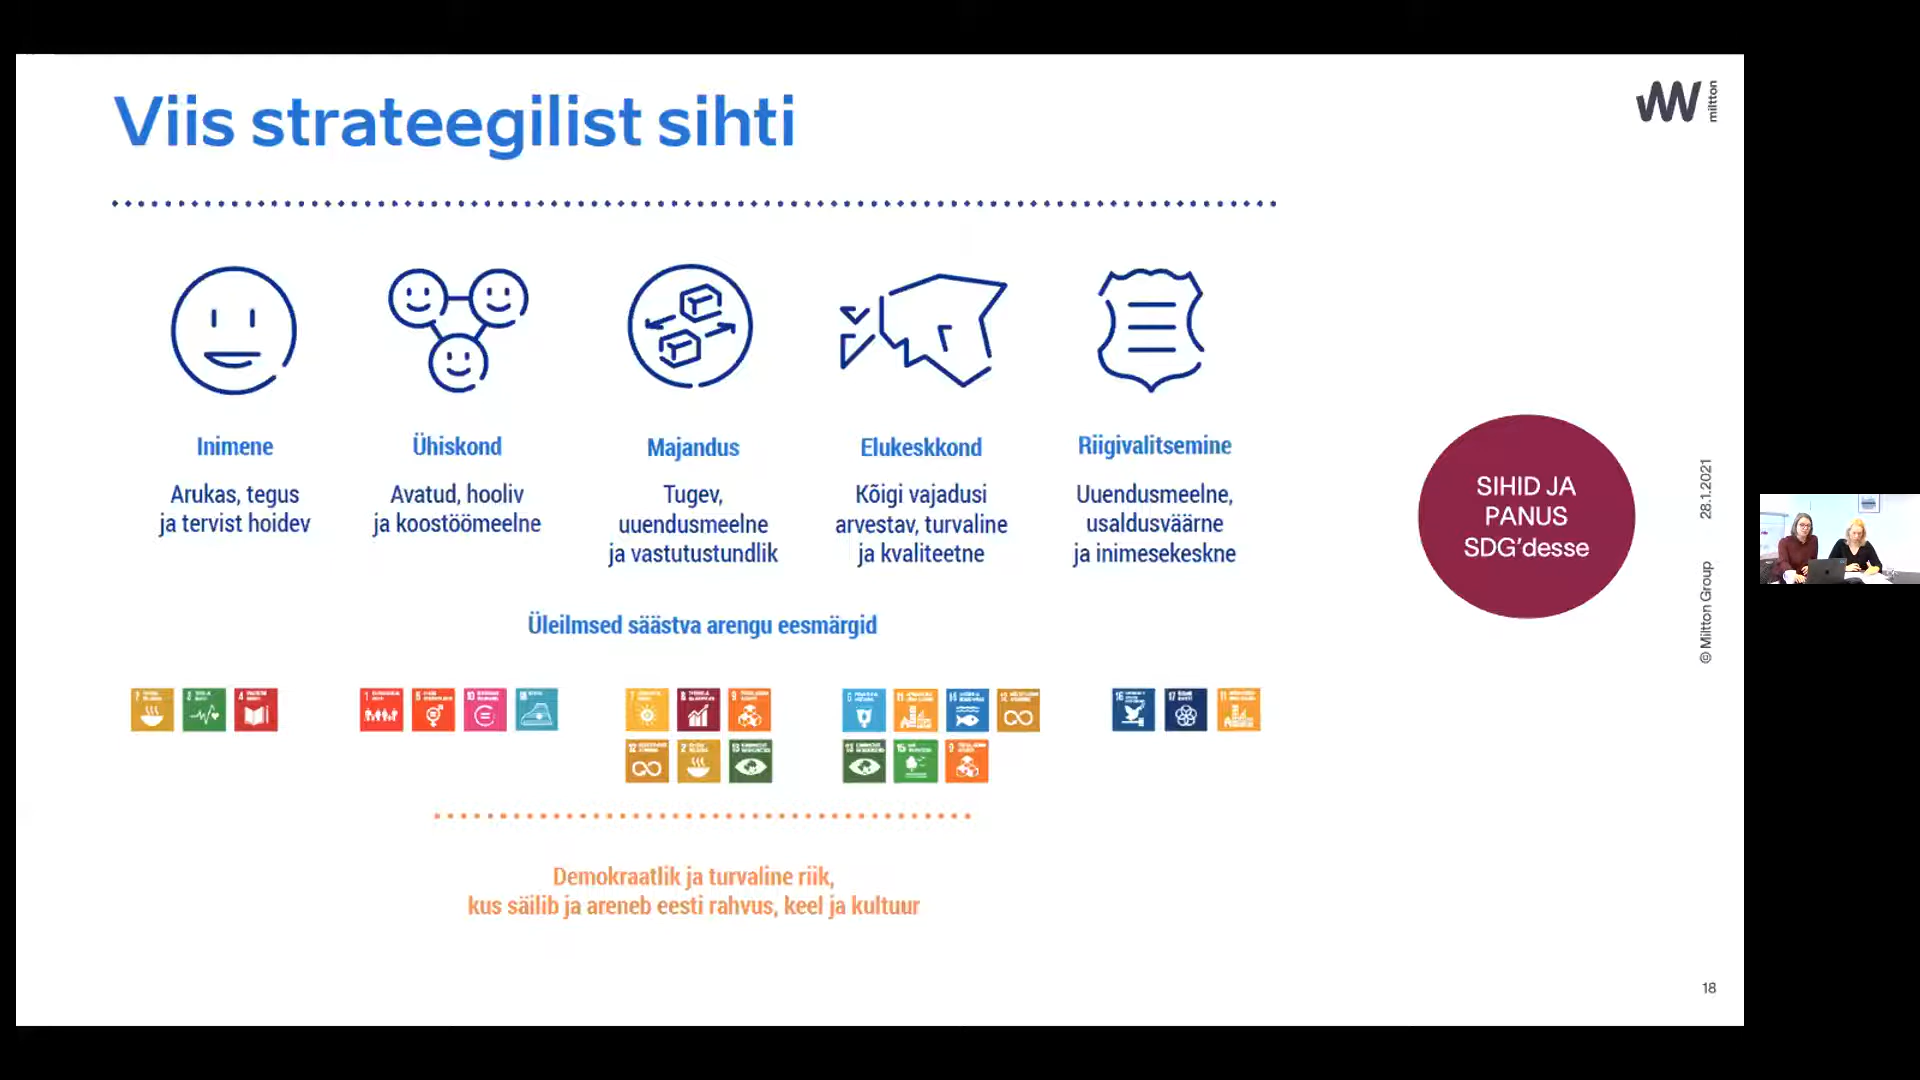 Viis strateegilist sihti
miltton
Inimene
Arukas, tegus
ja tervist hoidev
Ühiskond
Avatud, hooliv
ja koostöömeelne
Majandus
Tugev,
uuendusmeelne
ja vastutustundlik
Elukeskkond
Kõigi vajadusi
arvestav, turvaline
ja kvaliteetne
Riigivalitsemine
Uuendusmeelne,
usaldusväärne
ja inimesekeskne
SIHID JA
PANUS
SDG'desse
© Miltton Group
28.1.2021
Üleilmsed säästva arengu eesmärgid
Demokraatlik ja turvaline riik,
kus säilib ja areneb eesti rahvus, keel ja kultuur
18